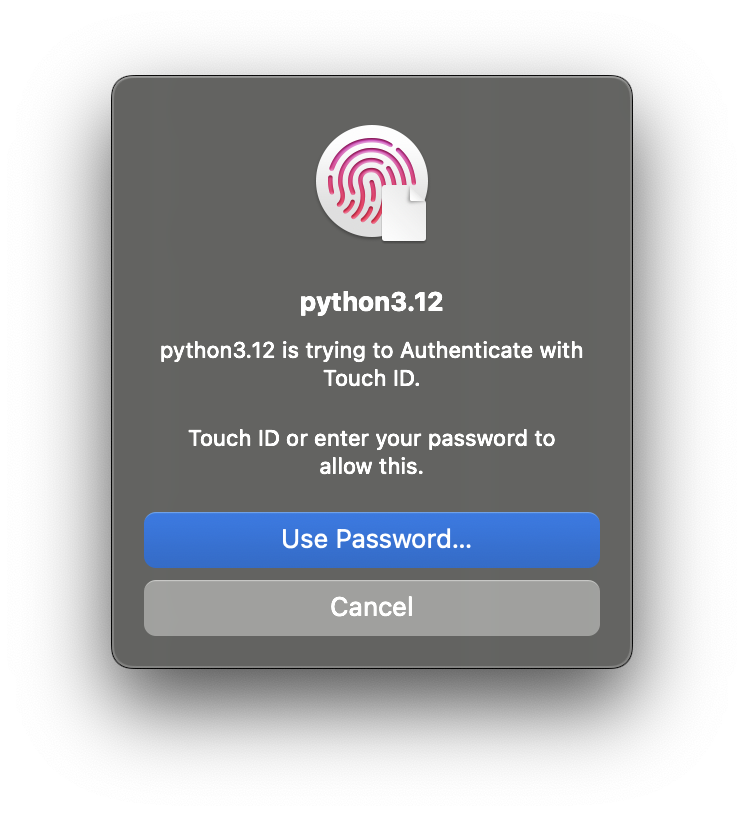 python3.12
python3.12 is trying to Authenticate with
Touch ID.
Touch ID or enter your password to
allow this.
Use Password...
Cancel